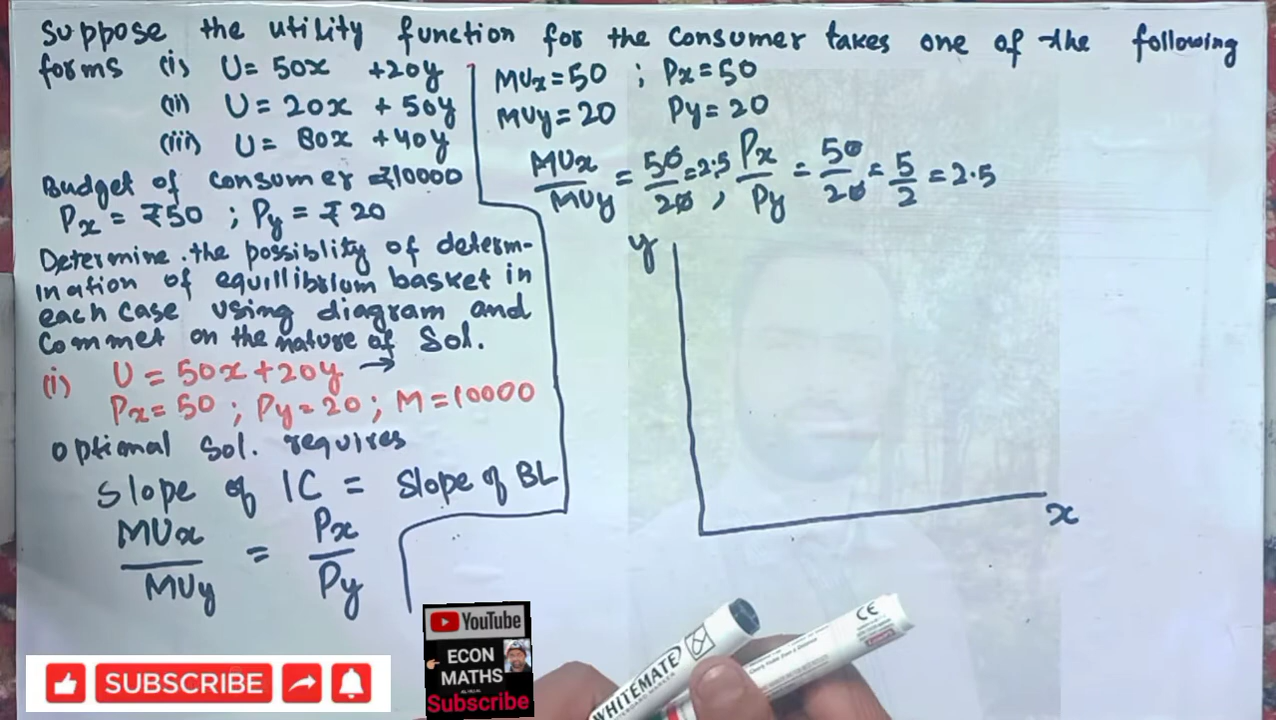 Suppose the utility function for the consumer takes one of the following
forms (i) U = 50x + 20y
(ii) U = 20x + 50y
(iii) U = 80x + 40y
Budget of consumer = ₹10000
Px = ₹50 ; Py = ₹20
Determine the possiblity of determ-
ination of equillibrium basket in
each case using diagram and
Commet on the nature of Sol.
(i) U = 50x + 20y →
Px = 50 ; Py = 20 ; M = 10000
optional Sol. requires
Slope of IC = Slope of BL
MUx / MUy = Px / Py
MUx = 50 ; Px = 50
MUy = 20 Py = 20
MUx / MUy = 50 / 20 = 2.5 , Px / Py = 50 / 20 = 5 / 2 = 2.5
y
x
WHITEMATE
CE
YouTube
ECON
MATHS
Subscribe
SUBSCRIBE